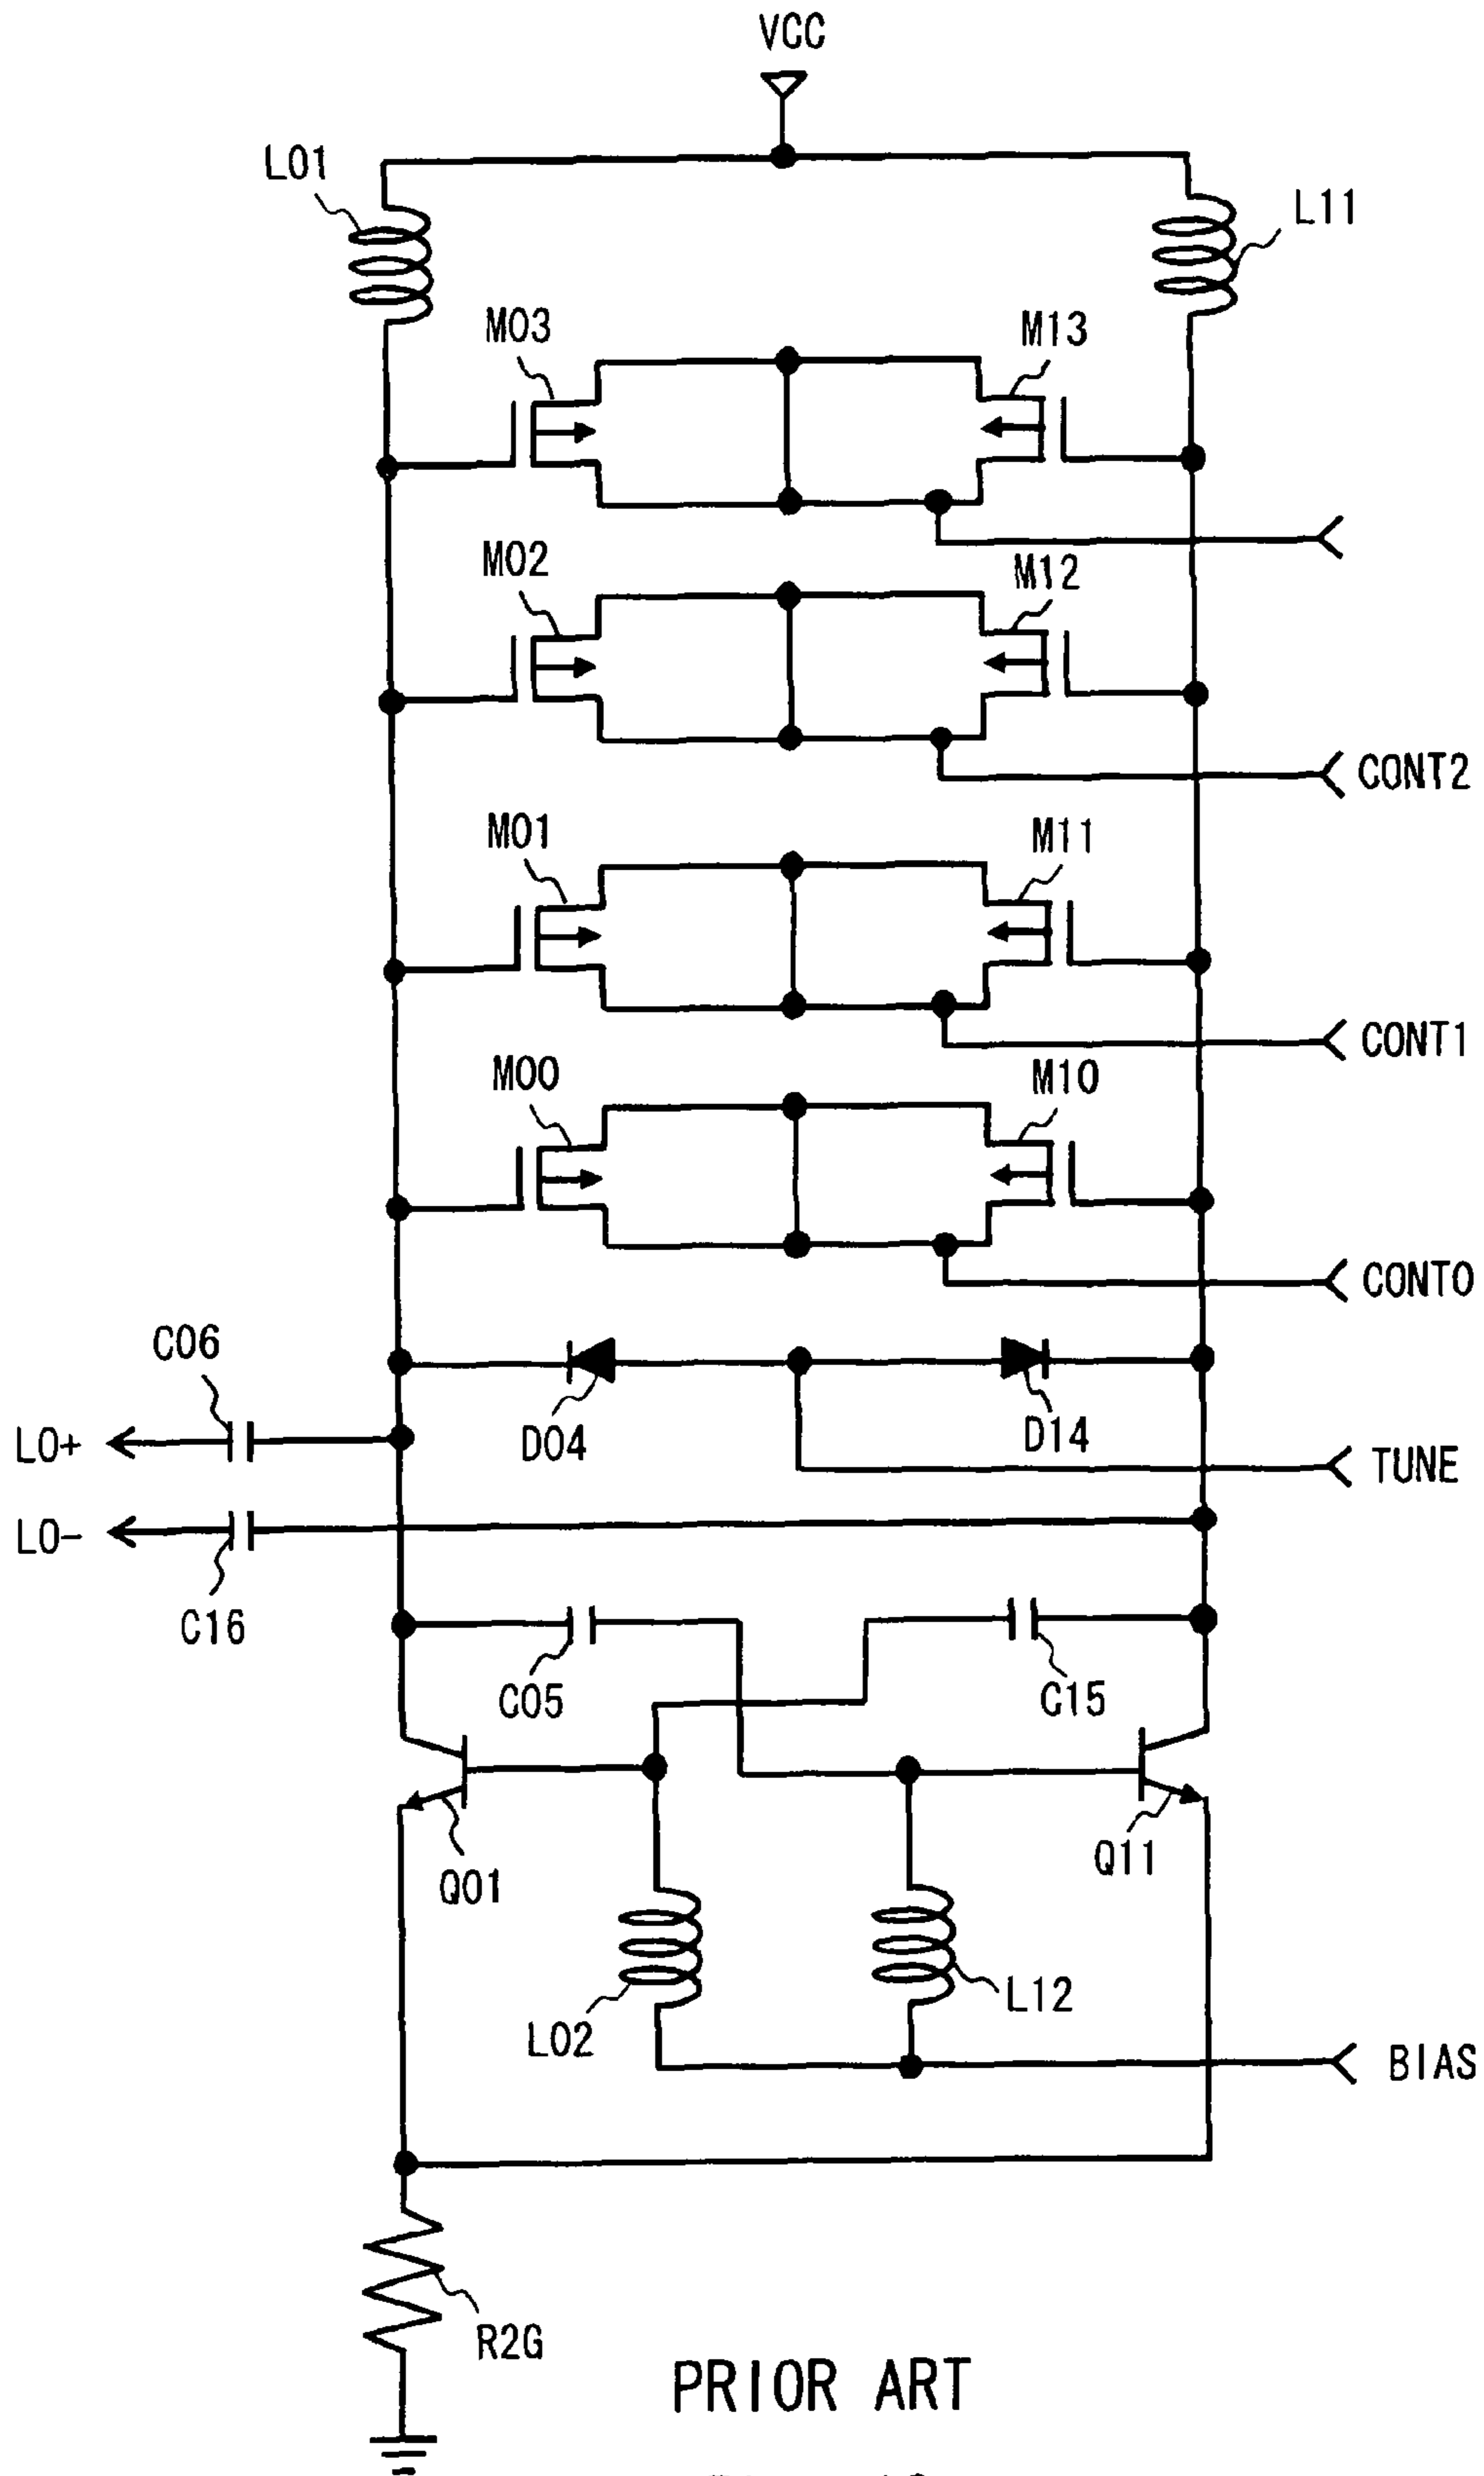 VCC
L01
L11
M03
M13
M02
M12
CONT2
M01
M11
CONT1
M00
M10
CONT0
C06
LO+
D04
D14
TUNE
LO-
C16
C05
C15
Q01
Q11
L02
L12
BIAS
R2G
PRIOR ART